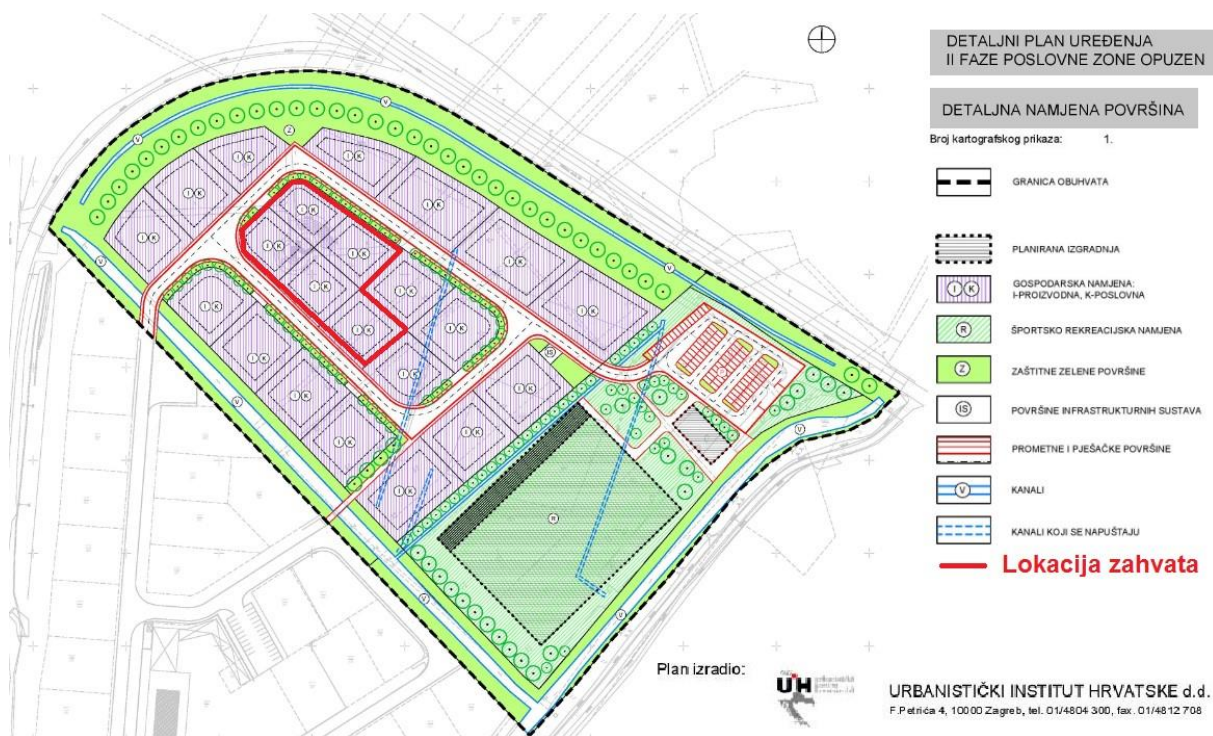 DETALJNI PLAN UREĐENJA
II FAZE POSLOVNE ZONE OPUZEN
DETALJNA NAMJENA POVRŠINA
Broj kartografskog prikaza: 1.
GRANICA OBUHVATA
PLANIRANA IZGRADNJA
I K GOSPODARSKA NAMJENA:
I-PROIZVODNA, K-POSLOVNA
R ŠPORTSKO REKREACIJSKA NAMJENA
Z ZAŠTITNE ZELENE POVRŠINE
IS POVRŠINE INFRASTRUKTURNIH SUSTAVA
PROMETNE I PJEŠAČKE POVRŠINE
V KANALI
KANALI KOJI SE NAPUŠTAJU
Lokacija zahvata
Plan izradio:
UIH
URBANISTIČKI INSTITUT HRVATSKE d.d.
F.Petrića 4, 10000 Zagreb, tel. 01/4804 300, fax. 01/4812 708